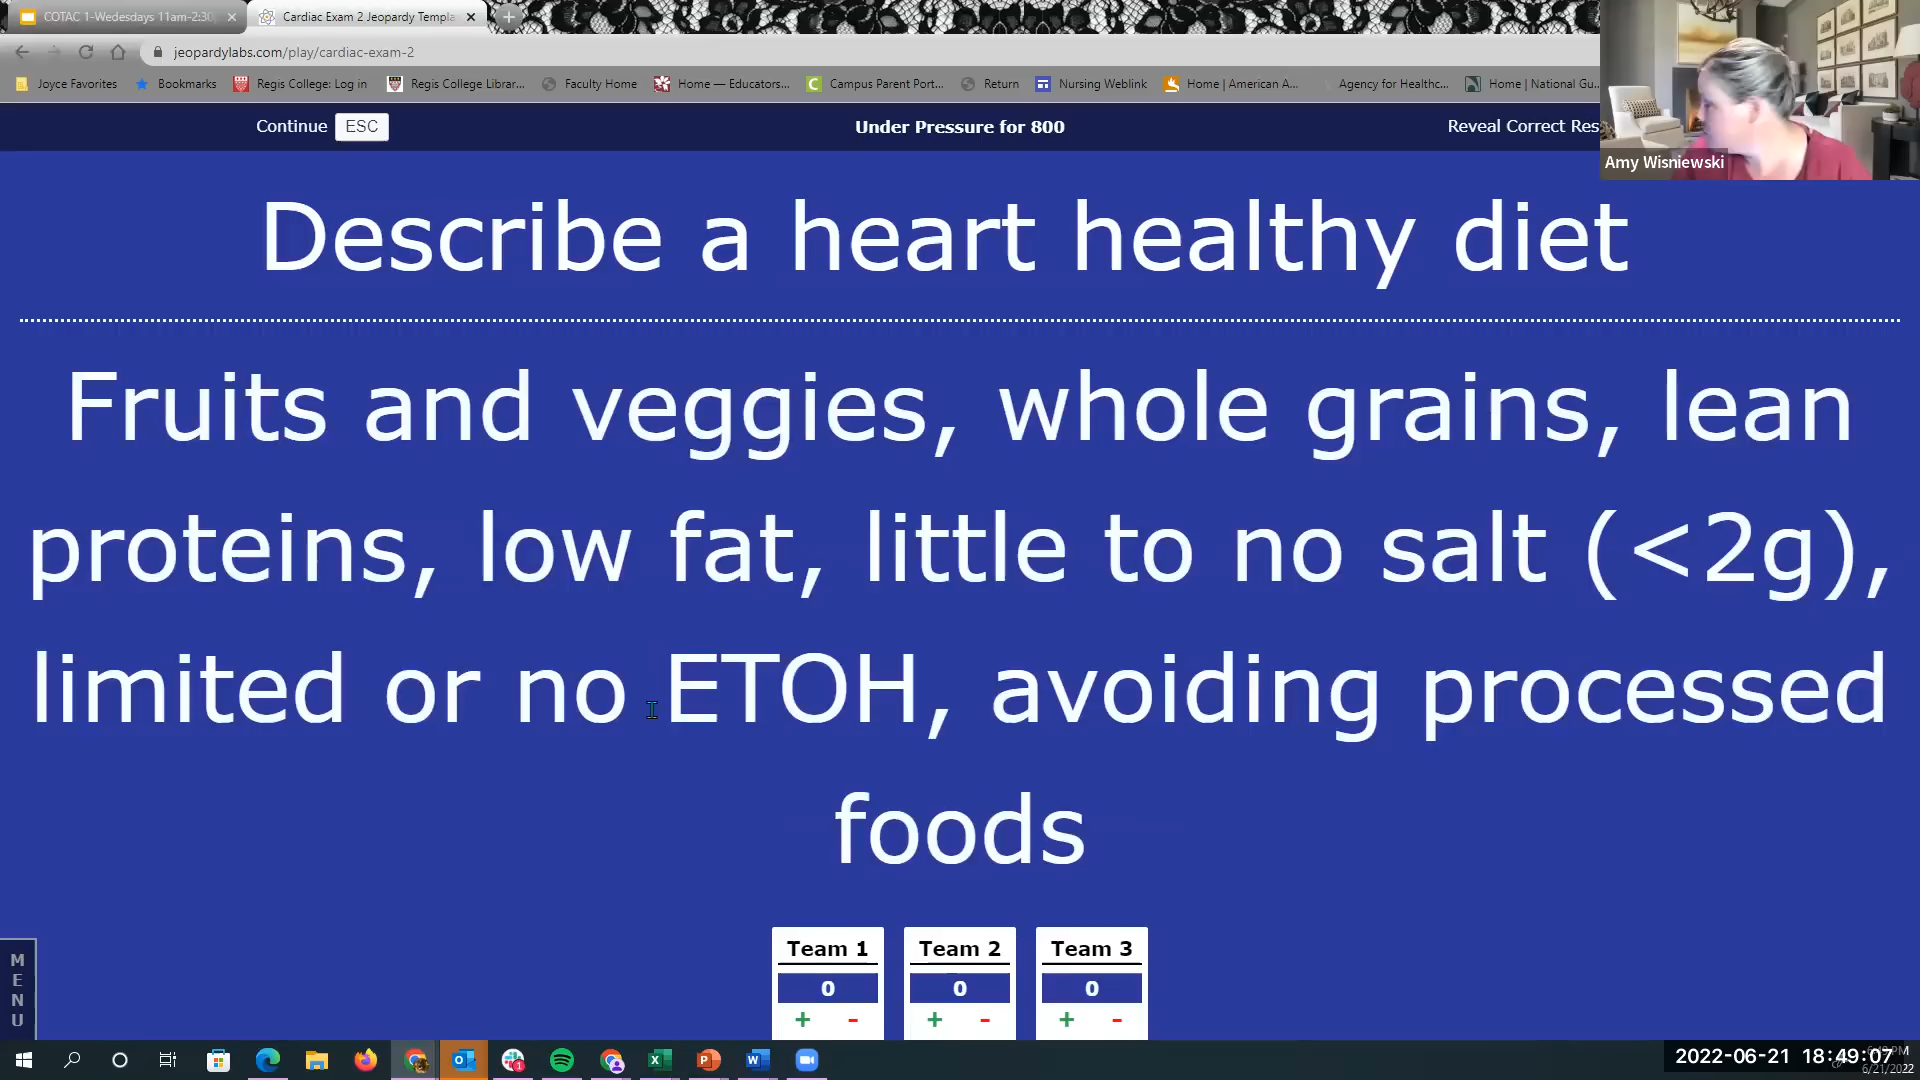 COTAC 1-Wedesdays 11am-2:30
Cardiac Exam 2 Jeopardy Templa
jeopardylabs.com/play/cardiac-exam-2
Joyce Favorites
Bookmarks
Regis College: Log in
Regis College Librar...
Faculty Home
Home — Educators...
Campus Parent Port...
Return
Nursing Weblink
Home | American A...
Agency for Healthc...
Home | National Gu...
Continue ESC
Under Pressure for 800
Reveal Correct Res
Amy Wisniewski
Describe a heart healthy diet
Fruits and veggies, whole grains, lean
proteins, low fat, little to no salt (<2g),
limited or no ETOH, avoiding processed
foods
MENU
Team 1 Team 2 Team 3
0 0 0
+ - + - + -
2022-06-21 18:49:07
6/21/2022